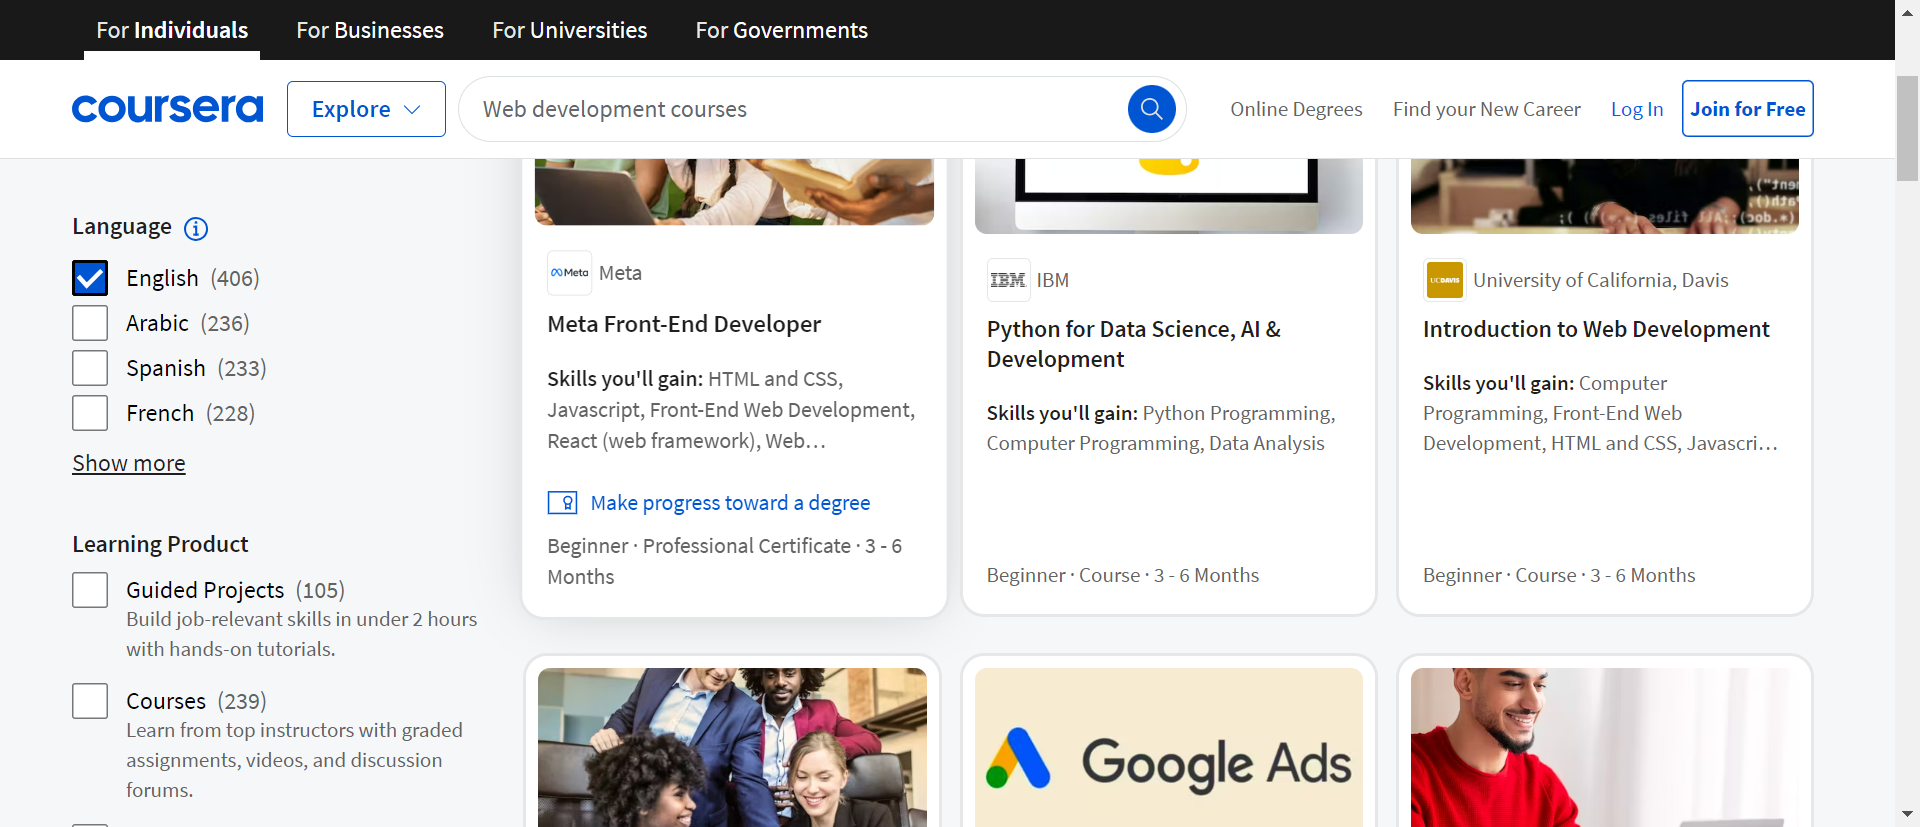 For Individuals
For Businesses
For Universities
For Governments
coursera
Explore
Web development courses
Online Degrees
Find your New Career
Log In
Join for Free
Language
English (406)
Arabic (236)
Spanish (233)
French (228)
Show more
Learning Product
Guided Projects (105)
Build job-relevant skills in under 2 hours
with hands-on tutorials.
Courses (239)
Learn from top instructors with graded
assignments, videos, and discussion
forums.
Meta
Meta
Meta Front-End Developer
Skills you'll gain: HTML and CSS,
Javascript, Front-End Web Development,
React (web framework), Web…
Make progress toward a degree
Beginner · Professional Certificate · 3 - 6
Months
IBM
IBM
Python for Data Science, AI &
Development
Skills you'll gain: Python Programming,
Computer Programming, Data Analysis
Beginner · Course · 3 - 6 Months
UCDAVIS
University of California, Davis
Introduction to Web Development
Skills you'll gain: Computer
Programming, Front-End Web
Development, HTML and CSS, Javascri…
Beginner · Course · 3 - 6 Months
Google Ads